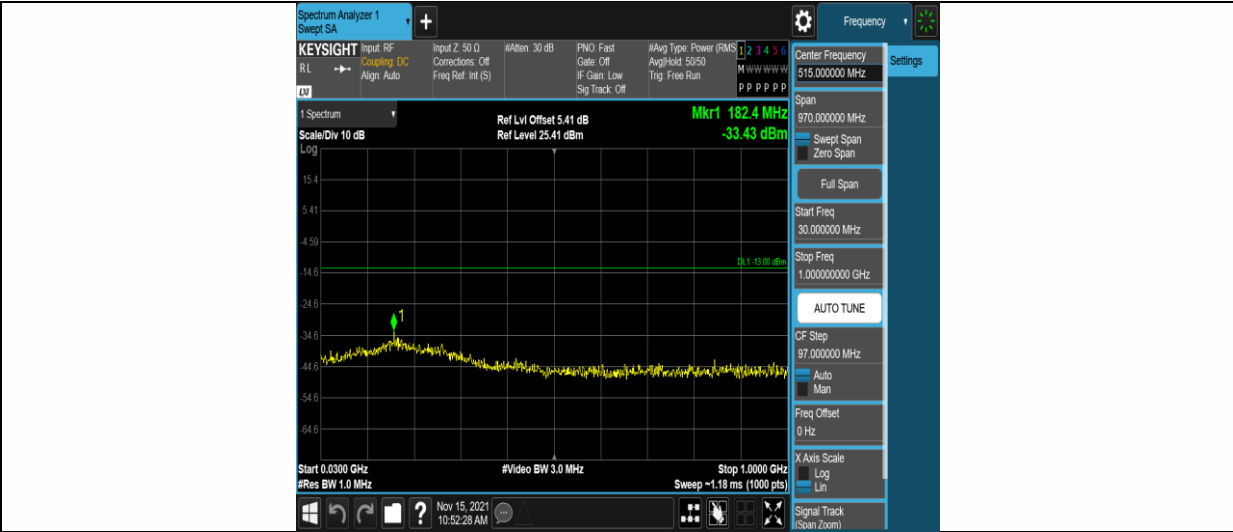 Spectrum Analyzer 1
Swept SA
+
Frequency
KEYSIGHT
RL
LXI
Input: RF
Coupling: DC
Align: Auto
Input Z: 50 Ω
Corrections: Off
Freq Ref: Int (S)
#Atten: 30 dB
PNO: Fast
Gate: Off
IF Gain: Low
Sig Track: Off
#Avg Type: Power (RMS
Avg|Hold: 50/50
Trig: Free Run
1 2 3 4 5 6
M W W W W W
P P P P P P
1 Spectrum
Scale/Div 10 dB
Ref Lvl Offset 5.41 dB
Ref Level 25.41 dBm
Mkr1 182.4 MHz
-33.43 dBm
Log
15.4
5.41
-4.59
DL1 -13.00 dBm
-14.6
-24.6
1
-34.6
-44.6
-54.6
-64.6
Start 0.0300 GHz
#Res BW 1.0 MHz
#Video BW 3.0 MHz
Stop 1.0000 GHz
Sweep ~1.18 ms (1000 pts)
Center Frequency
515.000000 MHz
Settings
Span
970.000000 MHz
Swept Span
Zero Span
Full Span
Start Freq
30.000000 MHz
Stop Freq
1.000000000 GHz
AUTO TUNE
CF Step
97.000000 MHz
Auto
Man
Freq Offset
0 Hz
X Axis Scale
Log
Lin
Signal Track
(Span Zoom)
?
Nov 15, 2021
10:52:28 AM